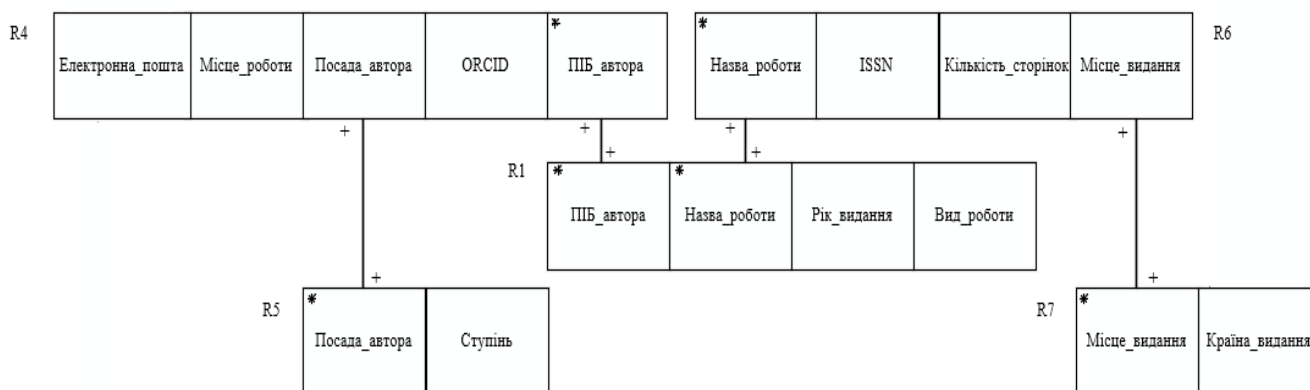 R4
Електронна_пошта
Місце_роботи
Посада_автора
ORCID
*
ПІБ_автора
*
Назва_роботи
ISSN
Кількість_сторінок
Місце_видання
R6
+
+
+
+
+
+
R1
*
ПІБ_автора
*
Назва_роботи
Рік_видання
Вид_роботи
+
+
R5
*
Посада_автора
Ступінь
R7
*
Місце_видання
Країна_видання